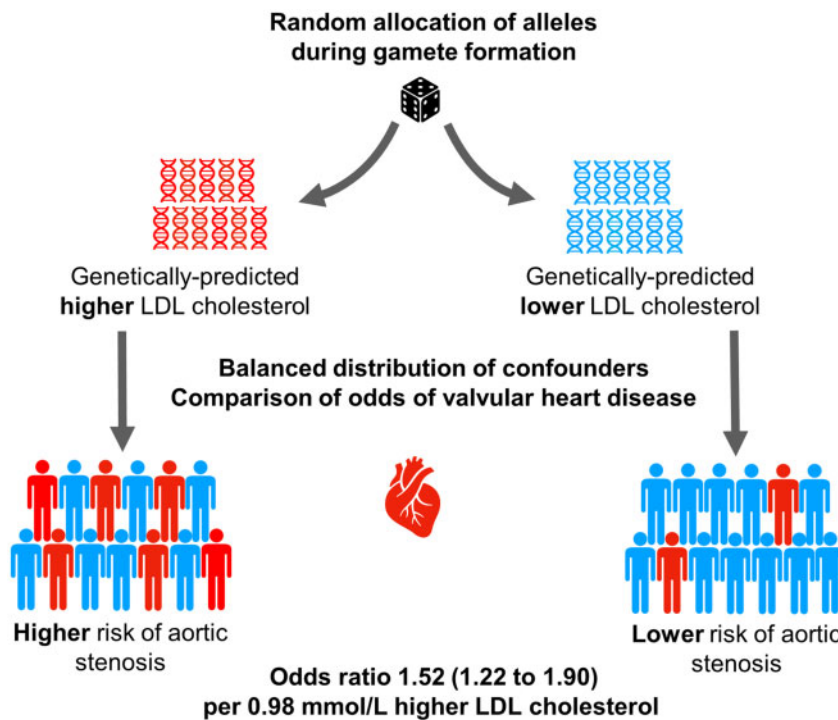 Random allocation of alleles
during gamete formation
Genetically-predicted
higher LDL cholesterol
Genetically-predicted
lower LDL cholesterol
Balanced distribution of confounders
Comparison of odds of valvular heart disease
Higher risk of aortic
stenosis
Lower risk of aortic
stenosis
Odds ratio 1.52 (1.22 to 1.90)
per 0.98 mmol/L higher LDL cholesterol